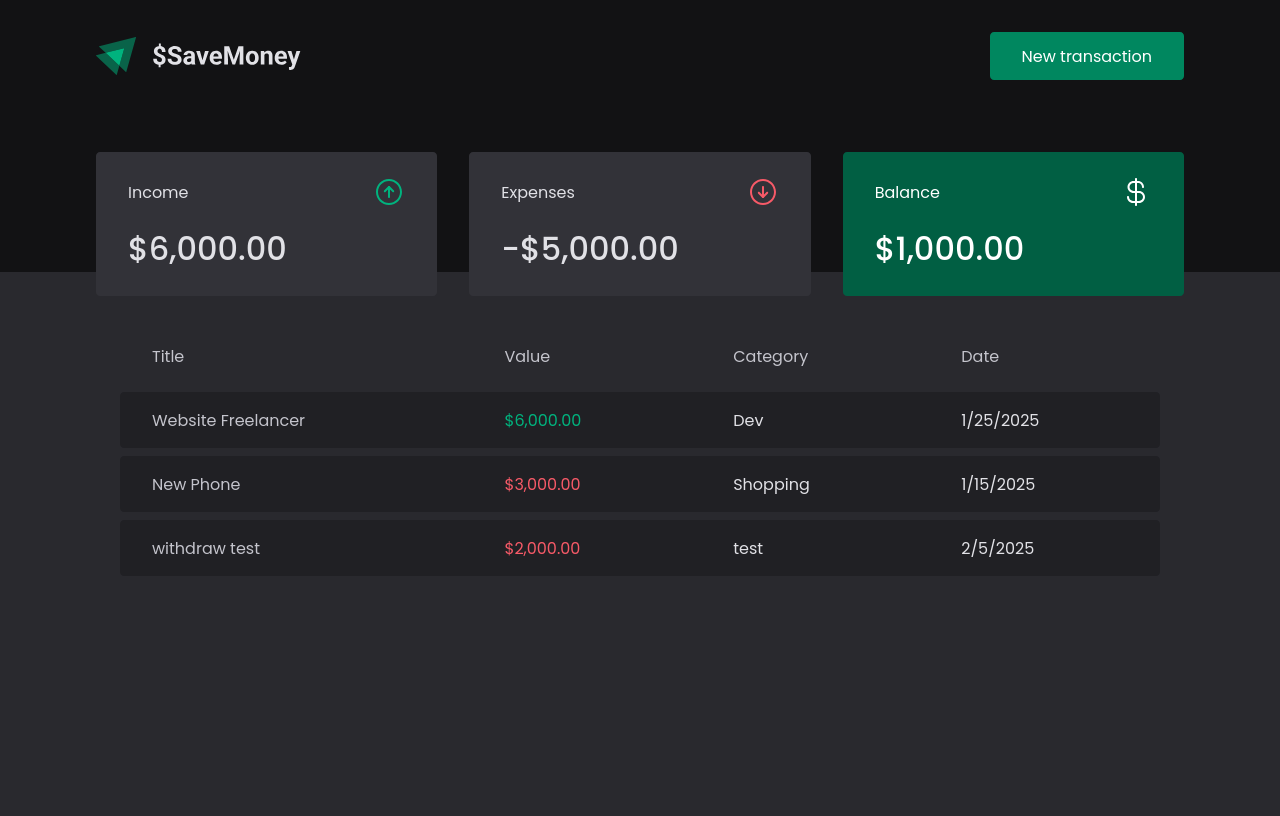 $SaveMoney
New transaction
Income
$6,000.00
Expenses
-$5,000.00
Balance
$
$1,000.00
Title Value Category Date
Website Freelancer $6,000.00 Dev 1/25/2025
New Phone $3,000.00 Shopping 1/15/2025
withdraw test $2,000.00 test 2/5/2025